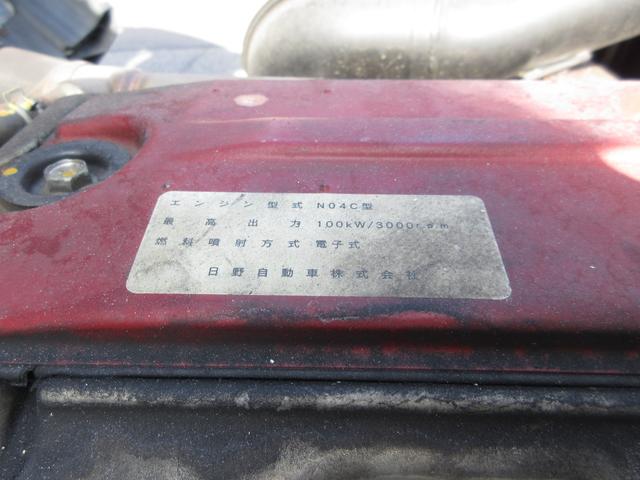 エンジン型式 N04C型
最高出力 100kW/3000r.p.m
燃料噴射方式 電子式
日野自動車株式会社